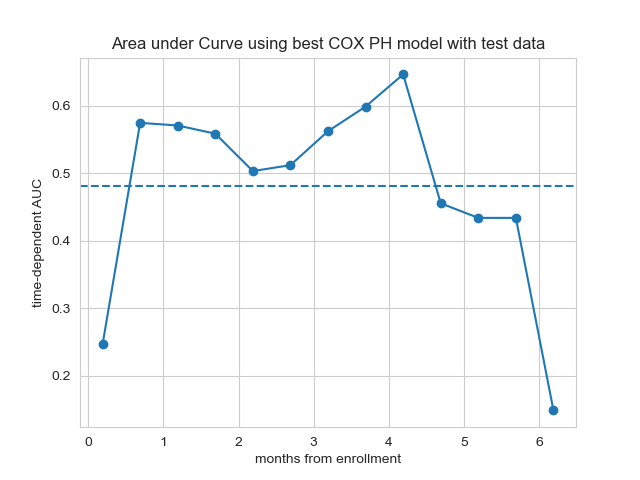 Area under Curve using best COX PH model with test data
time-dependent AUC
0.6
0.5
0.4
0.3
0.2
0 1 2 3 4 5 6
months from enrollment